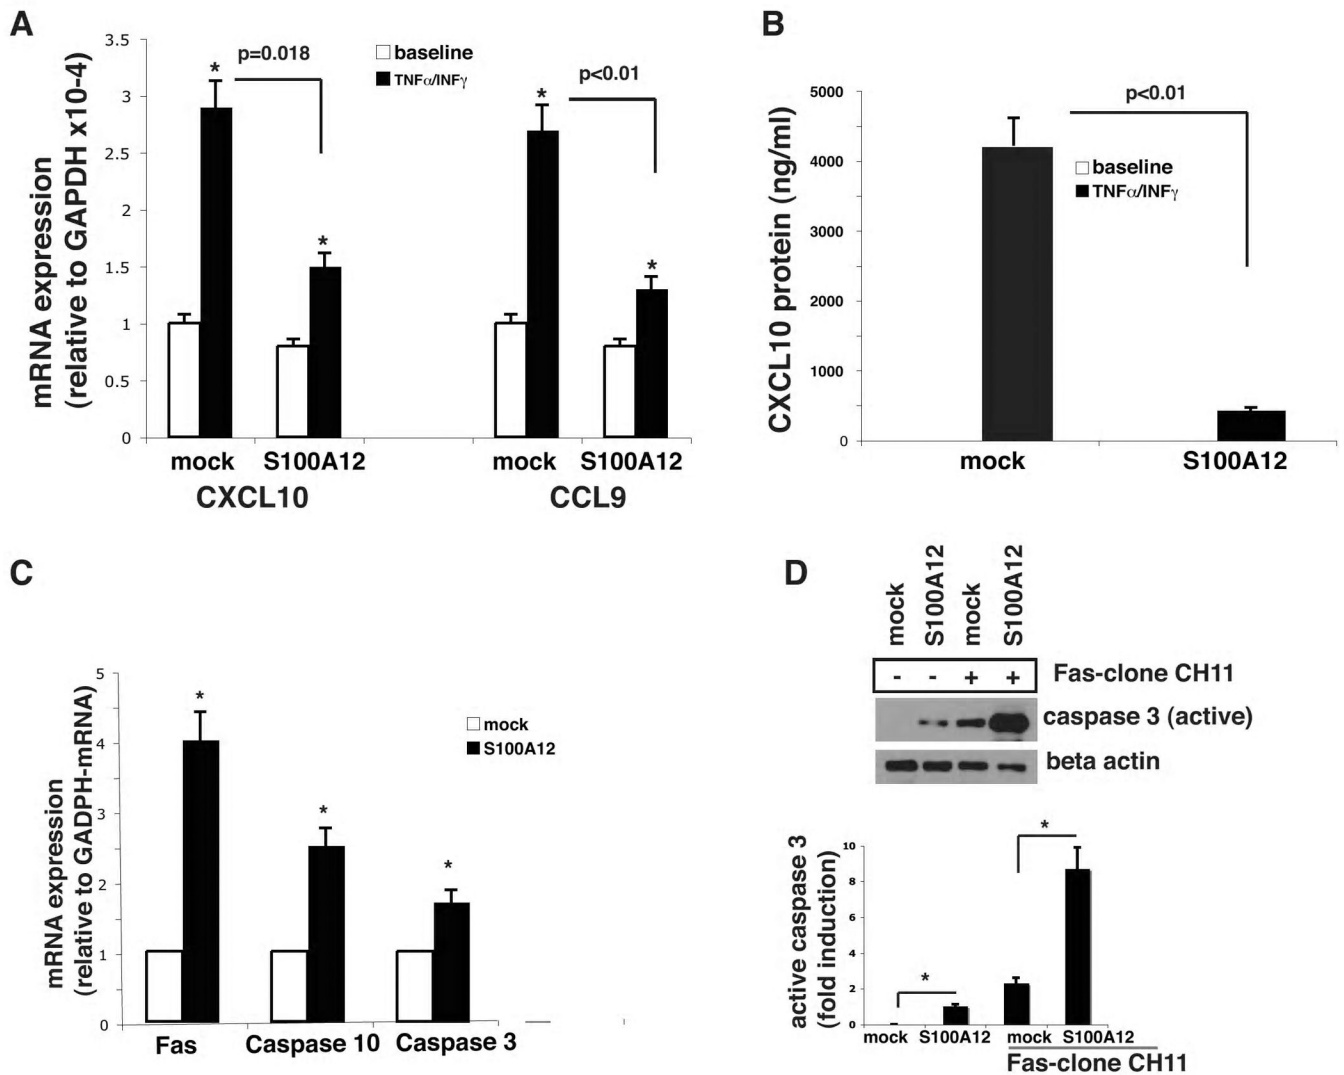 A
mRNA expression
(relative to GAPDH x10-4)
3.5
3
2.5
2
1.5
1
0.5
0
*
p=0.018
*
baseline
TNFα/INFγ
*
p<0.01
*
mock
S100A12
mock
S100A12
CXCL10
CCL9
B
CXCL10 protein (ng/ml)
5000
4000
3000
2000
1000
0
p<0.01
baseline
TNFα/INFγ
mock
S100A12
C
mRNA expression
(relative to GADPH-mRNA)
5
4
3
2
1
0
*
*
*
mock
S100A12
Fas
Caspase 10
Caspase 3
D
mock
S100A12
mock
S100A12
- - + +
Fas-clone CH11
caspase 3 (active)
beta actin
active caspase 3
(fold induction)
10
8
6
4
2
0
*
*
mock
S100A12
mock
S100A12
Fas-clone CH11